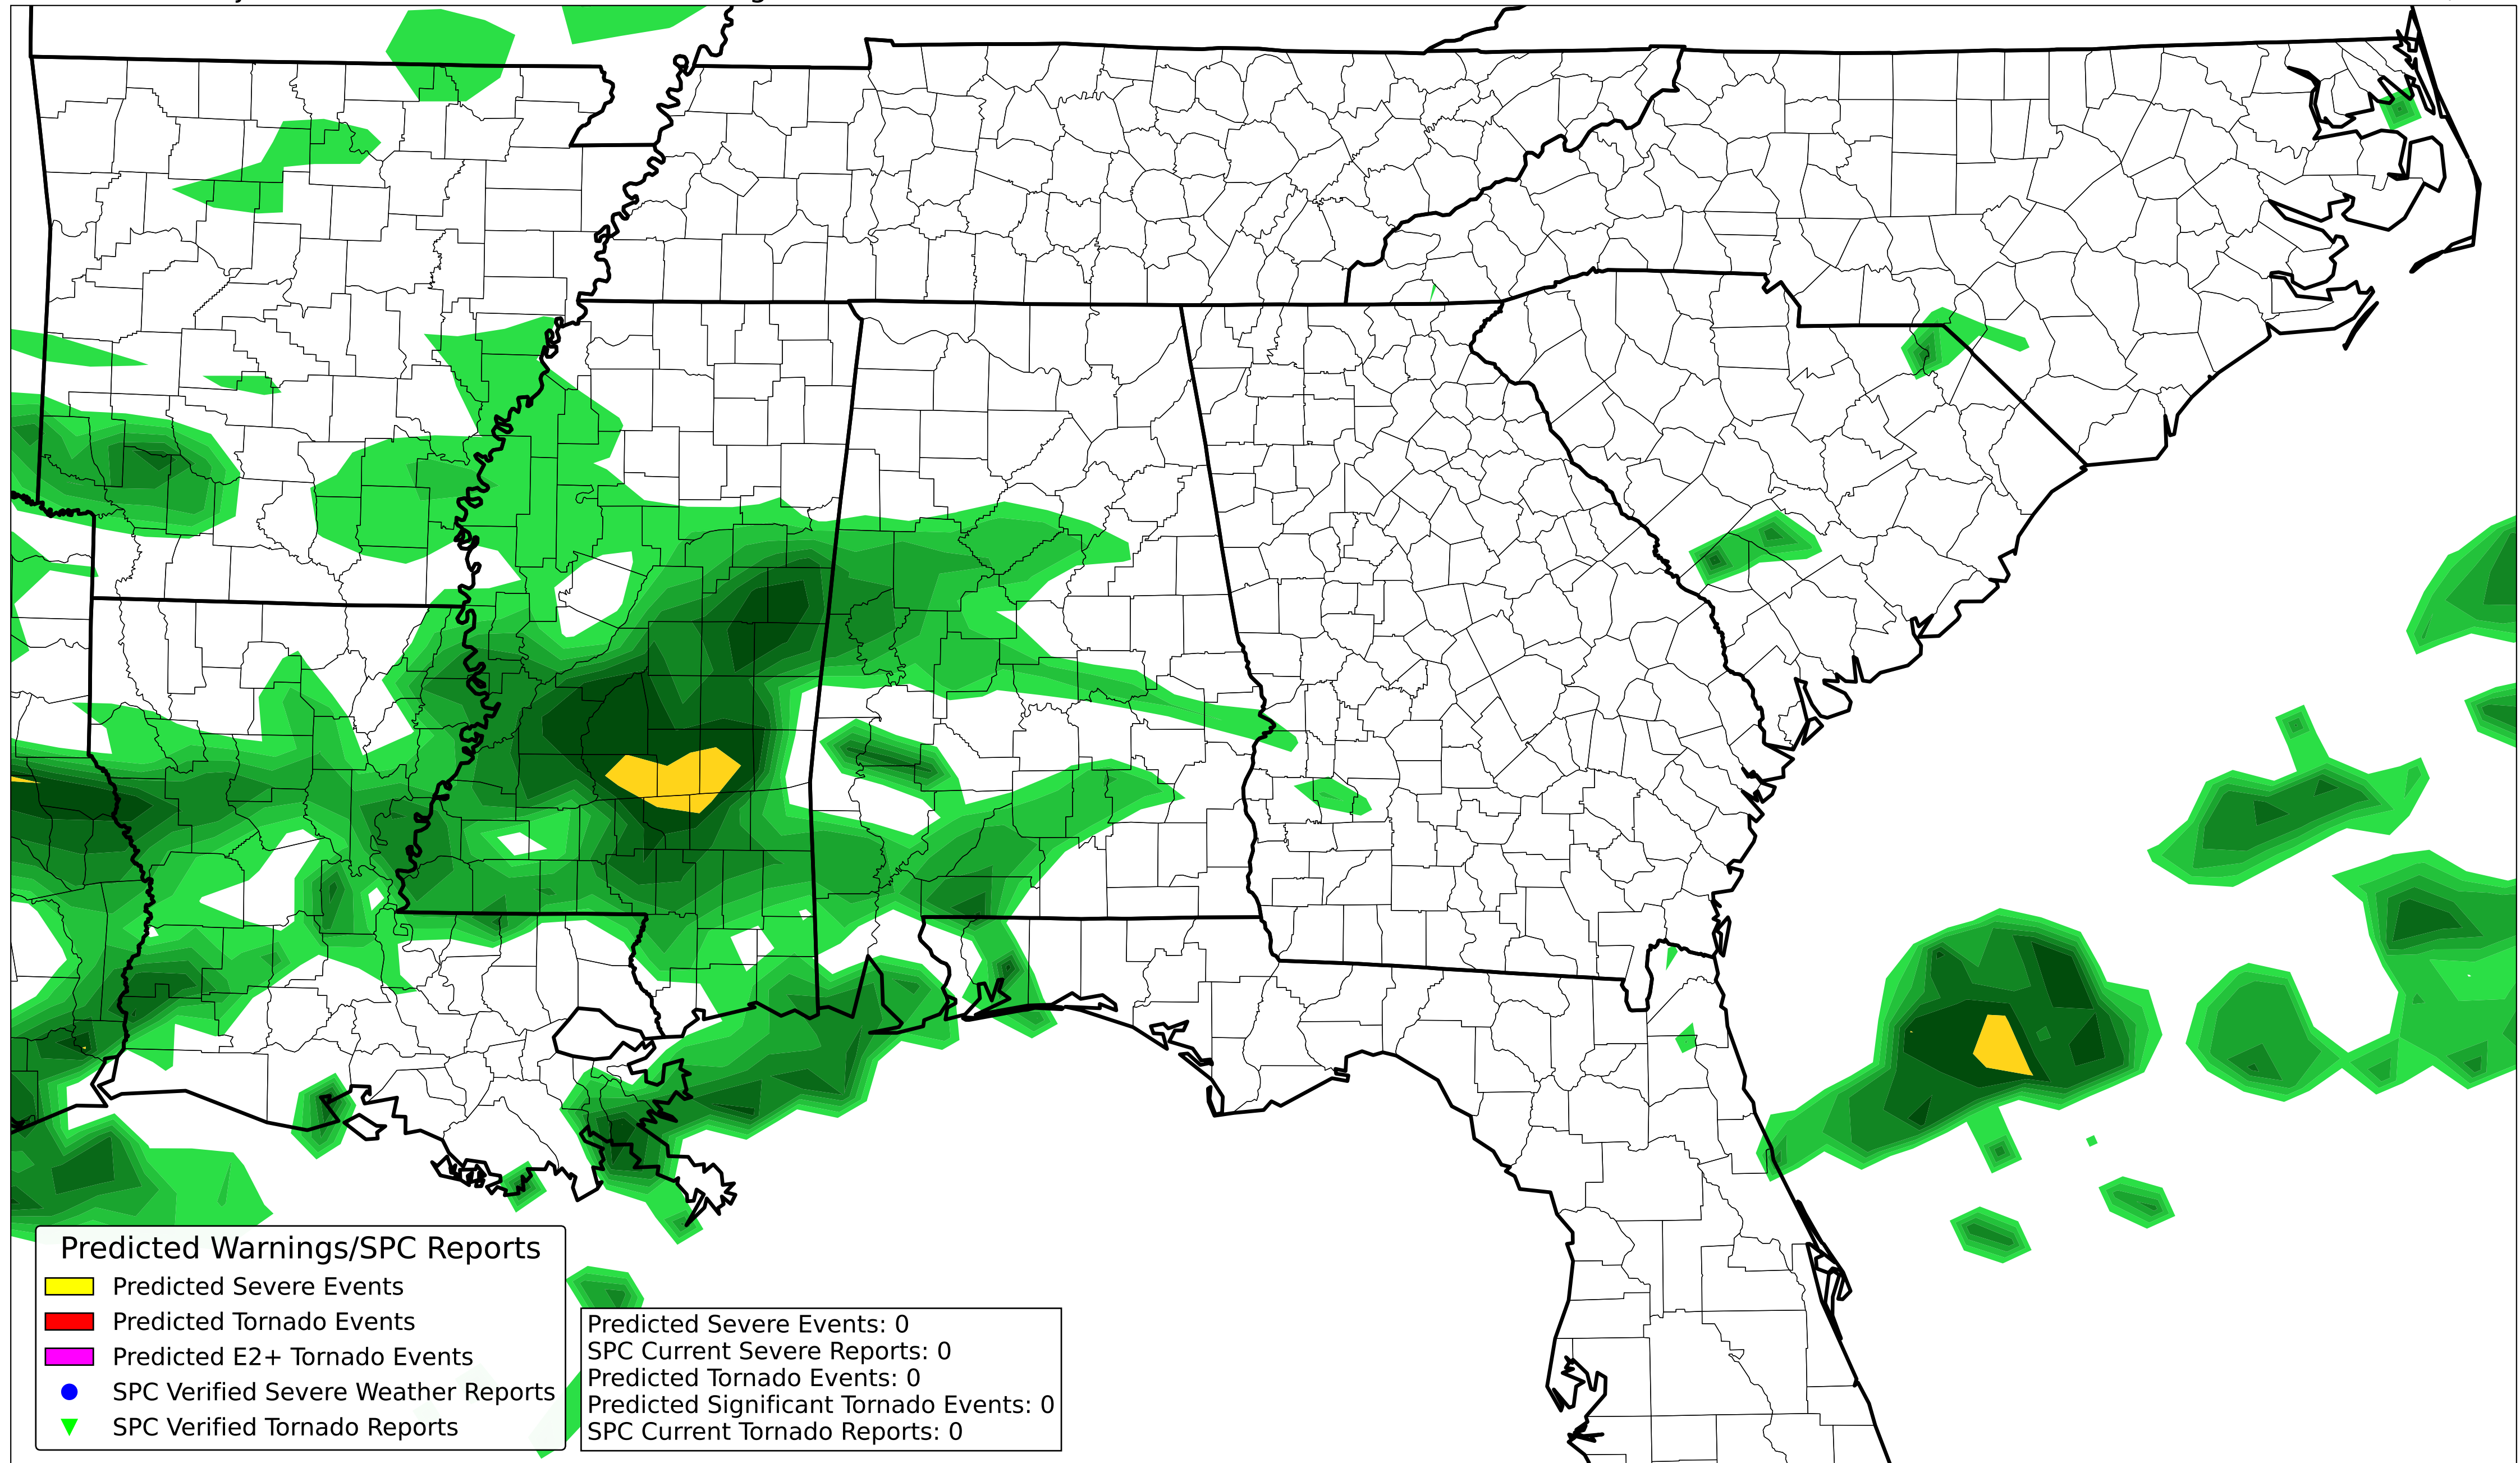 Predicted Warnings/SPC Reports
Predicted Severe Events
Predicted Tornado Events
Predicted E2+ Tornado Events
SPC Verified Severe Weather Reports
SPC Verified Tornado Reports
Predicted Severe Events: 0
SPC Current Severe Reports: 0
Predicted Tornado Events: 0
Predicted Significant Tornado Events: 0
SPC Current Tornado Reports: 0